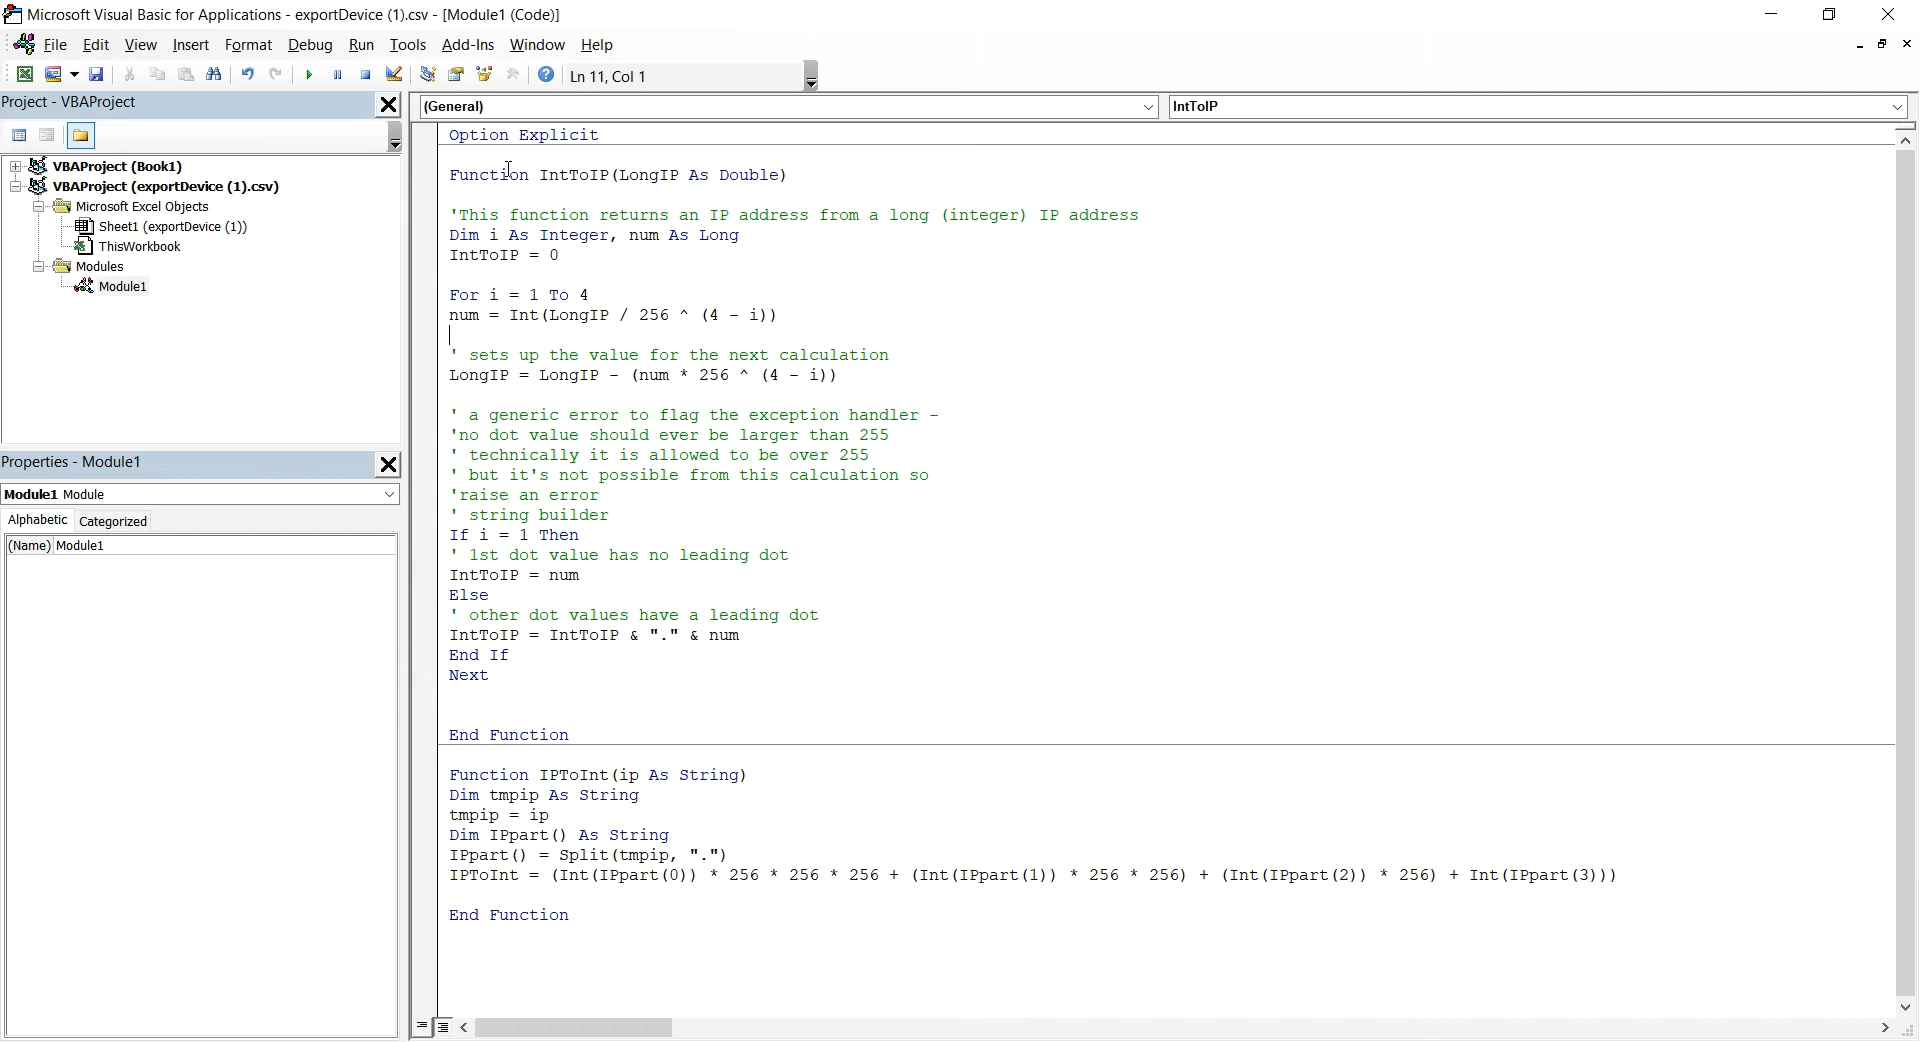 Microsoft Visual Basic for Applications - exportDevice (1).csv - [Module1 (Code)]
File Edit View Insert Format Debug Run Tools Add-Ins Window Help
Ln 11, Col 1
Project - VBAProject
VBAProject (Book1)
VBAProject (exportDevice (1).csv)
Microsoft Excel Objects
Sheet1 (exportDevice (1))
ThisWorkbook
Modules
Module1
Properties - Module1
Module1 Module
Alphabetic Categorized
(Name) Module1
(General) IntToIP
Option Explicit
Function IntToIP(LongIP As Double)
'This function returns an IP address from a long (integer) IP address
Dim i As Integer, num As Long
IntToIP = 0
For i = 1 To 4
num = Int(LongIP / 256 ^ (4 - i))
' sets up the value for the next calculation
LongIP = LongIP - (num * 256 ^ (4 - i))
' a generic error to flag the exception handler -
'no dot value should ever be larger than 255
' technically it is allowed to be over 255
' but it's not possible from this calculation so
'raise an error
' string builder
If i = 1 Then
' 1st dot value has no leading dot
IntToIP = num
Else
' other dot values have a leading dot
IntToIP = IntToIP & "." & num
End If
Next
End Function
Function IPToInt(ip As String)
Dim tmpip As String
tmpip = ip
Dim IPpart() As String
IPpart() = Split(tmpip, ".")
IPToInt = (Int(IPpart(0)) * 256 * 256 * 256 + (Int(IPpart(1)) * 256 * 256) + (Int(IPpart(2)) * 256) + Int(IPpart(3)))
End Function